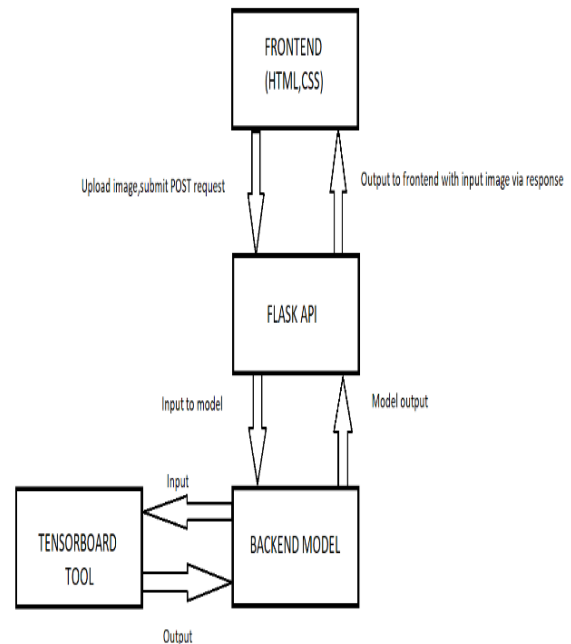 FRONTEND
(HTML,CSS)
Upload image,submit POST request
Output to frontend with input image via response
FLASK API
Input to model
Model output
Input
TENSORBOARD
TOOL
BACKEND MODEL
Output